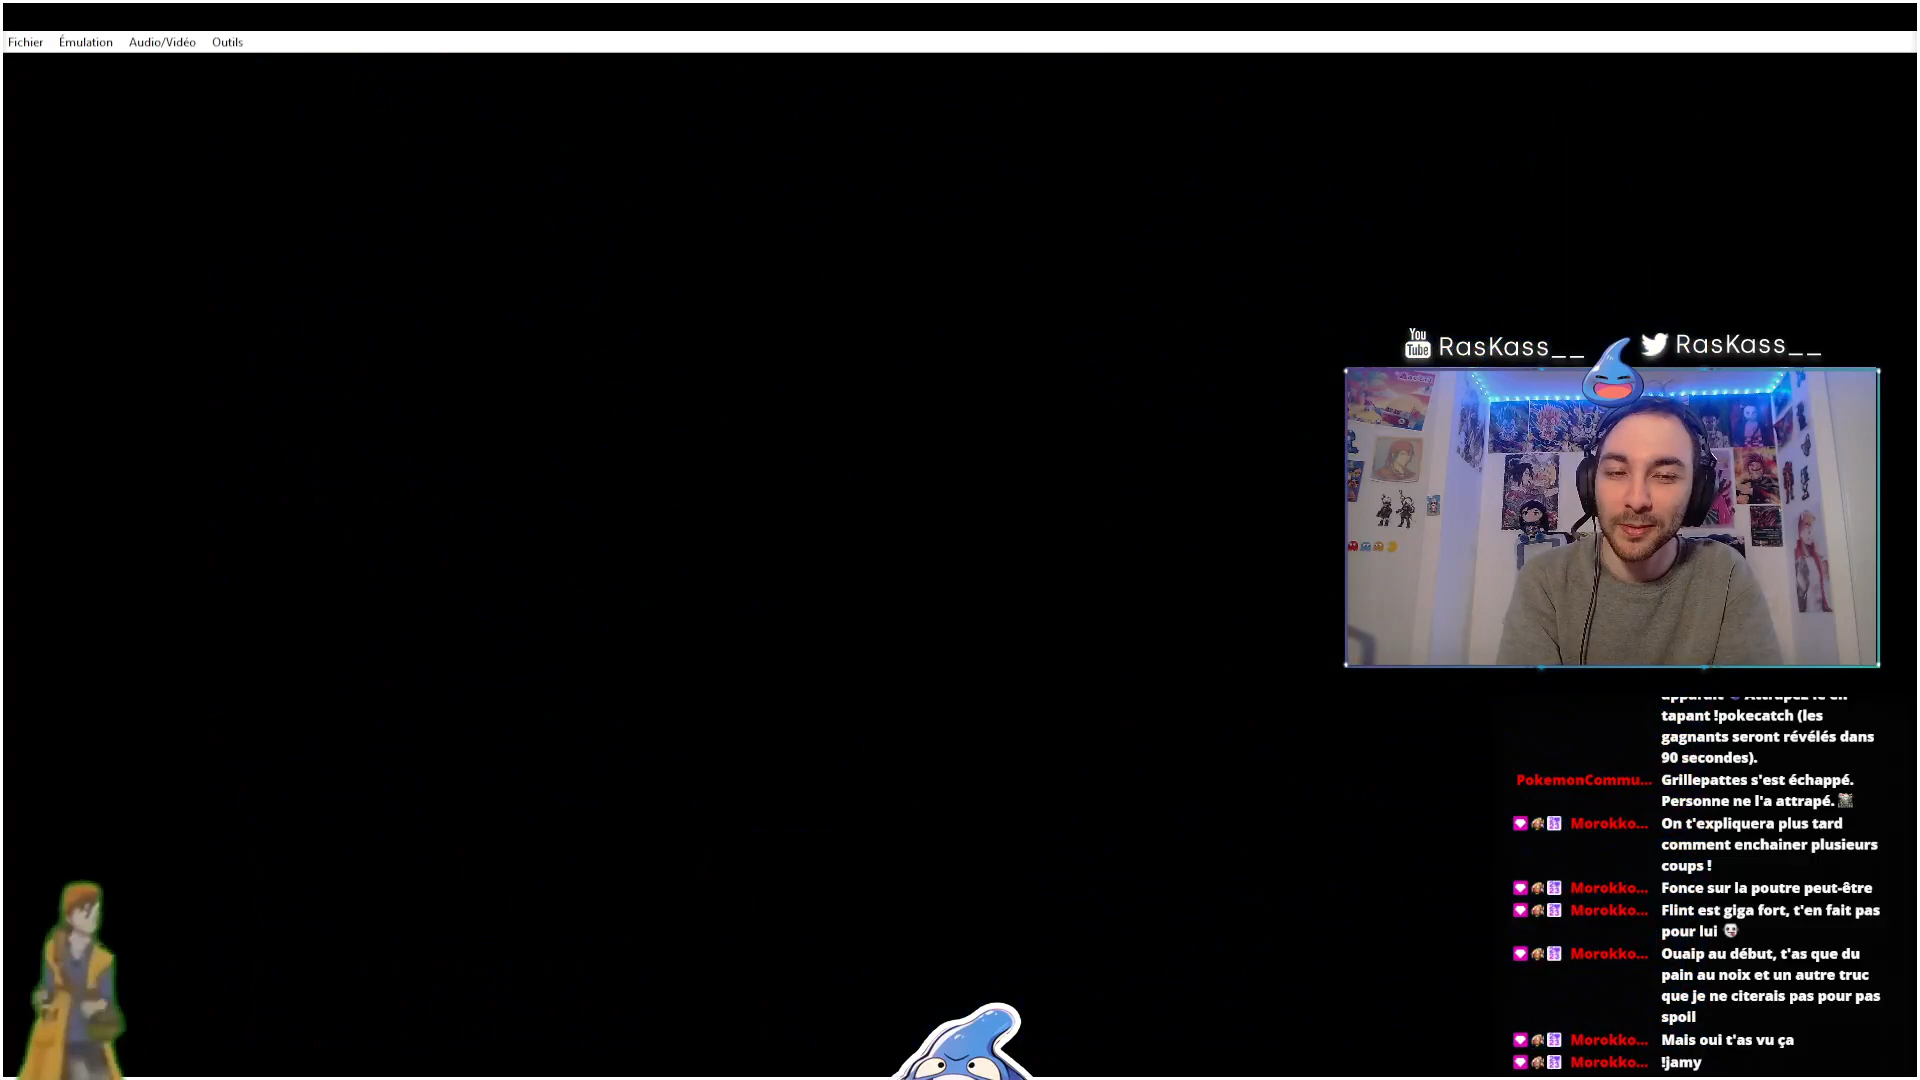 Fichier Émulation Audio/Vidéo Outils
You Tube RasKass__ RasKass__
tapant !pokecatch (les
gagnants seront révélés dans
90 secondes).
PokemonCommu... Grillepattes s'est échappé.
Personne ne l'a attrapé.
Morokko... On t'expliquera plus tard
comment enchainer plusieurs
coups !
Morokko... Fonce sur la poutre peut-être
Morokko... Flint est giga fort, t'en fait pas
pour lui
Morokko... Ouaip au début, t'as que du
pain au noix et un autre truc
que je ne citerais pas pour pas
spoil
Morokko... Mais oui t'as vu ça
Morokko... !jamy